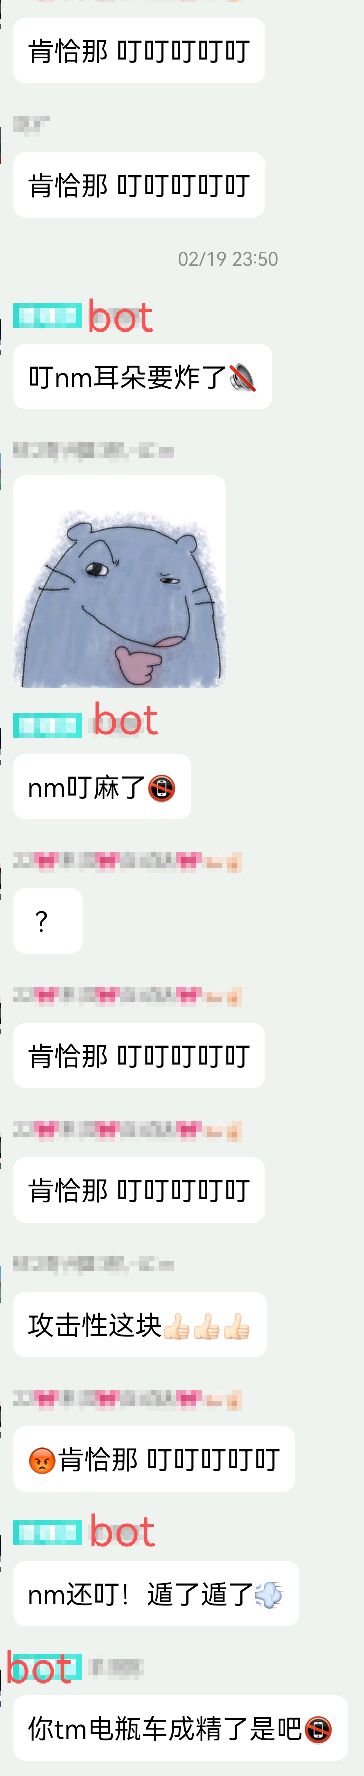 肯恰那 叮叮叮叮叮
肯恰那 叮叮叮叮叮
02/19 23:50
bot
叮nm耳朵要炸了
bot
nm叮麻了📵
?
肯恰那 叮叮叮叮叮
肯恰那 叮叮叮叮叮
攻击性这块👍🏻👍🏻👍🏻
😡肯恰那 叮叮叮叮叮
bot
nm还叮！遁了遁了💨
bot
你tm电瓶车成精了是吧📵